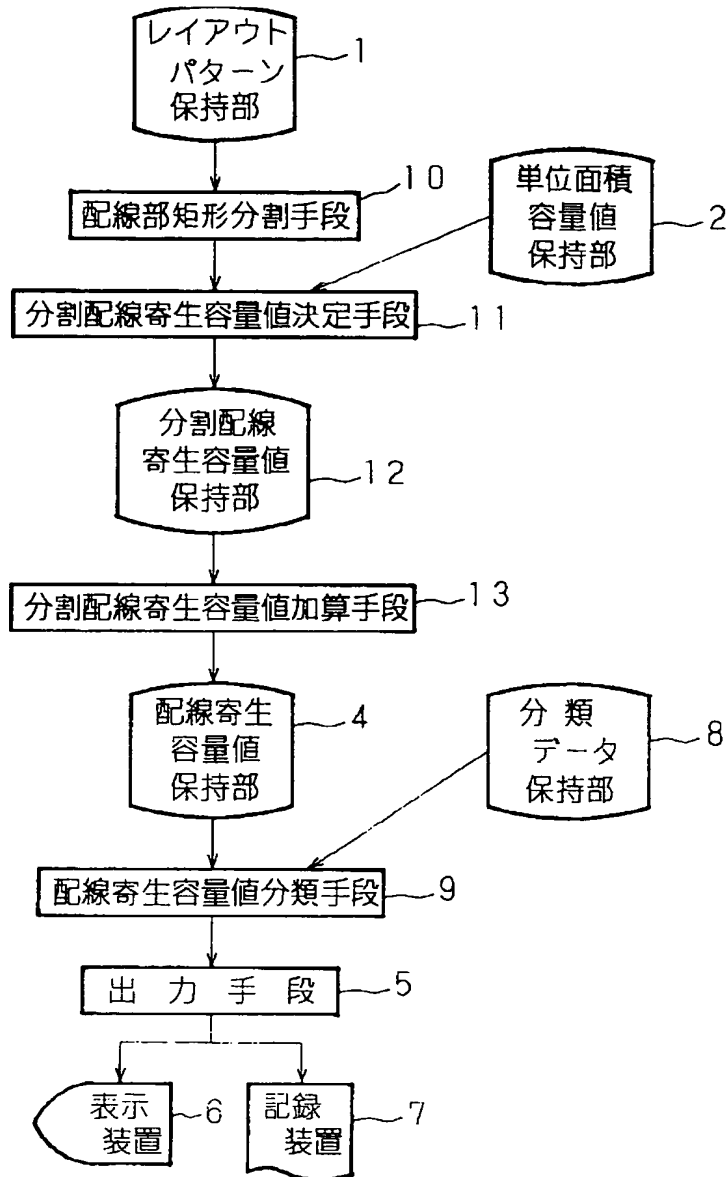 レイアウト
パターン
保持部
1
配線部矩形分割手段
10
単位面積
容量値
保持部
2
分割配線寄生容量値決定手段
11
分割配線
寄生容量値
保持部
12
分割配線寄生容量値加算手段
13
配線寄生
容量値
保持部
4
分類
データ
保持部
8
配線寄生容量値分類手段
9
出力手段
5
表示
装置
6
記録
装置
7